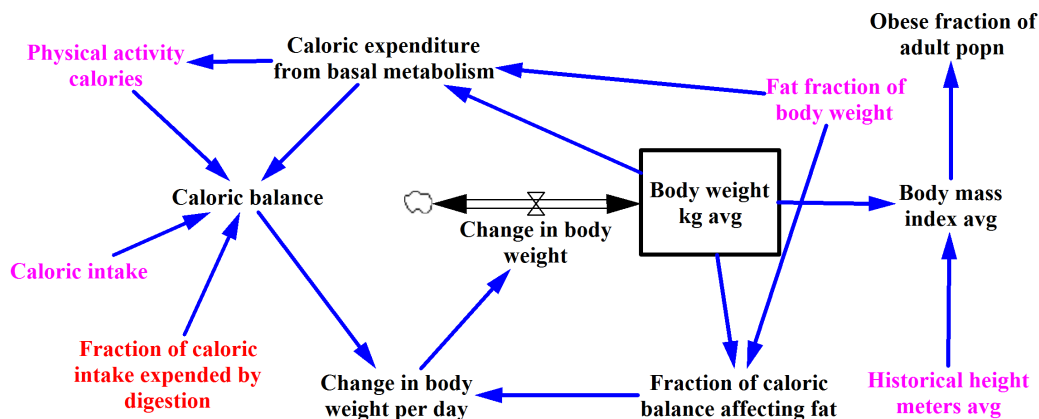 Obese fraction of
adult popn
Physical activity
calories
Caloric expenditure
from basal metabolism
Fat fraction of
body weight
Caloric balance
Change in body
weight
Body weight
kg avg
Body mass
index avg
Caloric intake
Fraction of caloric
intake expended by
digestion
Change in body
weight per day
Fraction of caloric
balance affecting fat
Historical height
meters avg